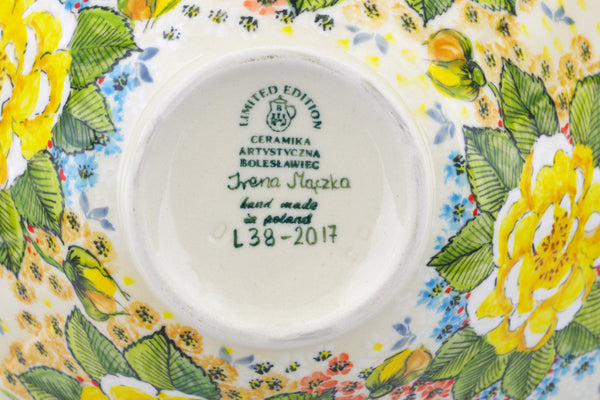 LIMITED EDITION
B
CERAMIKA
ARTYSTYCZNA
BOLESŁAWIEC
Irena Mączka
hand made
in poland
L38-2017